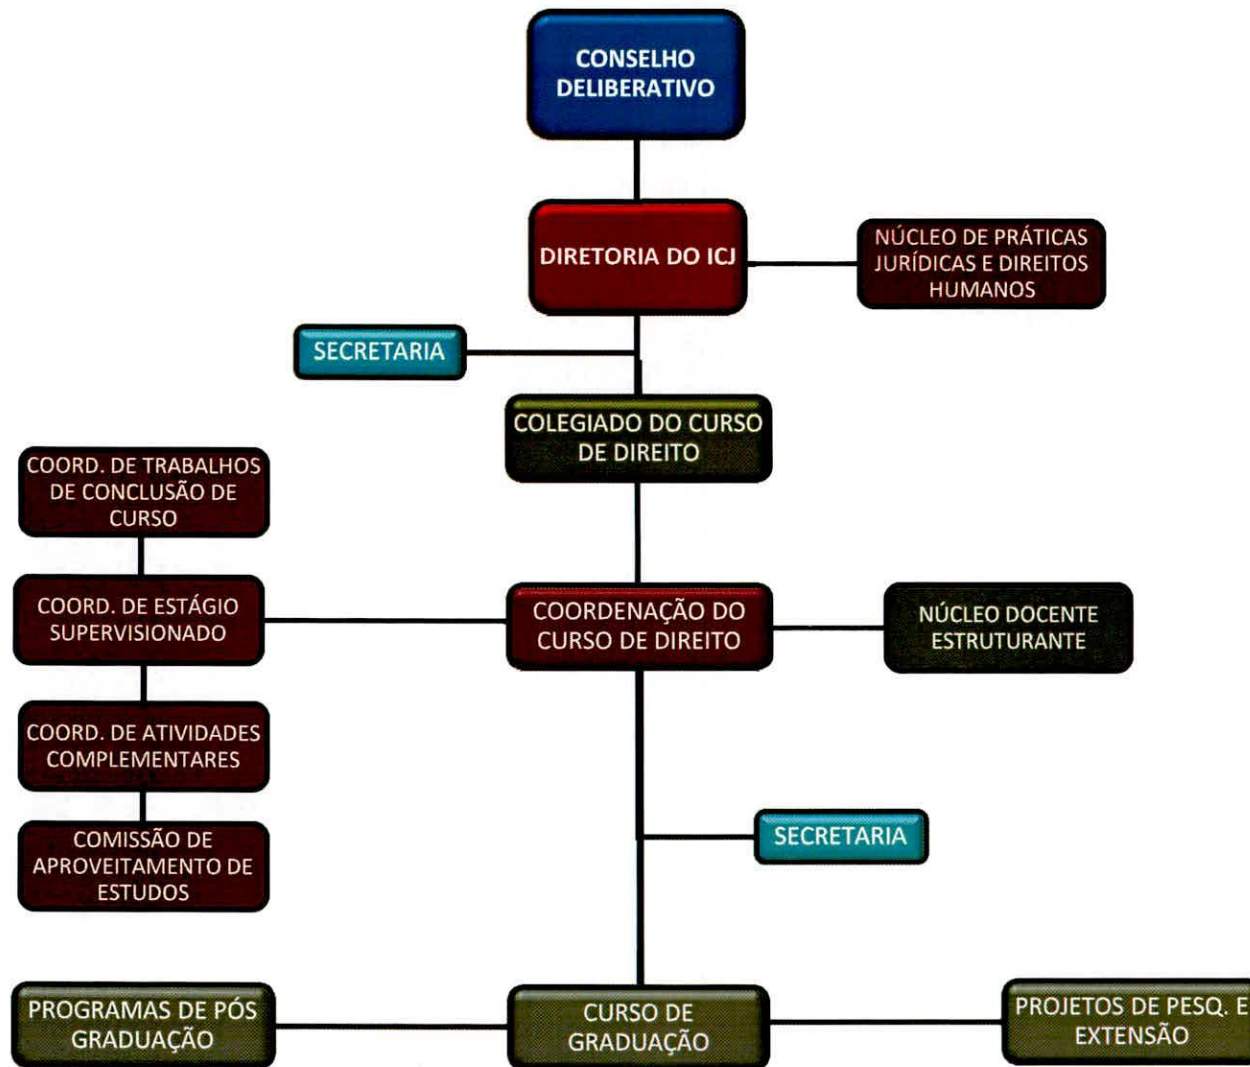 CONSELHO
DELIBERATIVO
DIRETORIA DO ICJ
NÚCLEO DE PRÁTICAS
JURÍDICAS E DIREITOS
HUMANOS
SECRETARIA
COLEGIADO DO CURSO
DE DIREITO
COORD. DE TRABALHOS
DE CONCLUSÃO DE
CURSO
COORD. DE ESTÁGIO
SUPERVISIONADO
COORDENAÇÃO DO
CURSO DE DIREITO
NÚCLEO DOCENTE
ESTRUTURANTE
COORD. DE ATIVIDADES
COMPLEMENTARES
COMISSÃO DE
APROVEITAMENTO DE
ESTUDOS
SECRETARIA
PROGRAMAS DE PÓS
GRADUAÇÃO
CURSO DE
GRADUAÇÃO
PROJETOS DE PESQ. E
EXTENSÃO